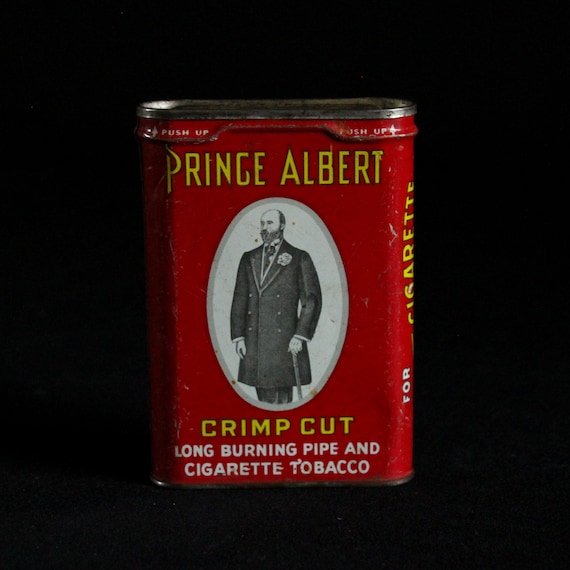 PUSH UP PUSH UP
PRINCE ALBERT
CRIMP CUT
LONG BURNING PIPE AND
CIGARETTE TOBACCO
FOR CIGARETTE